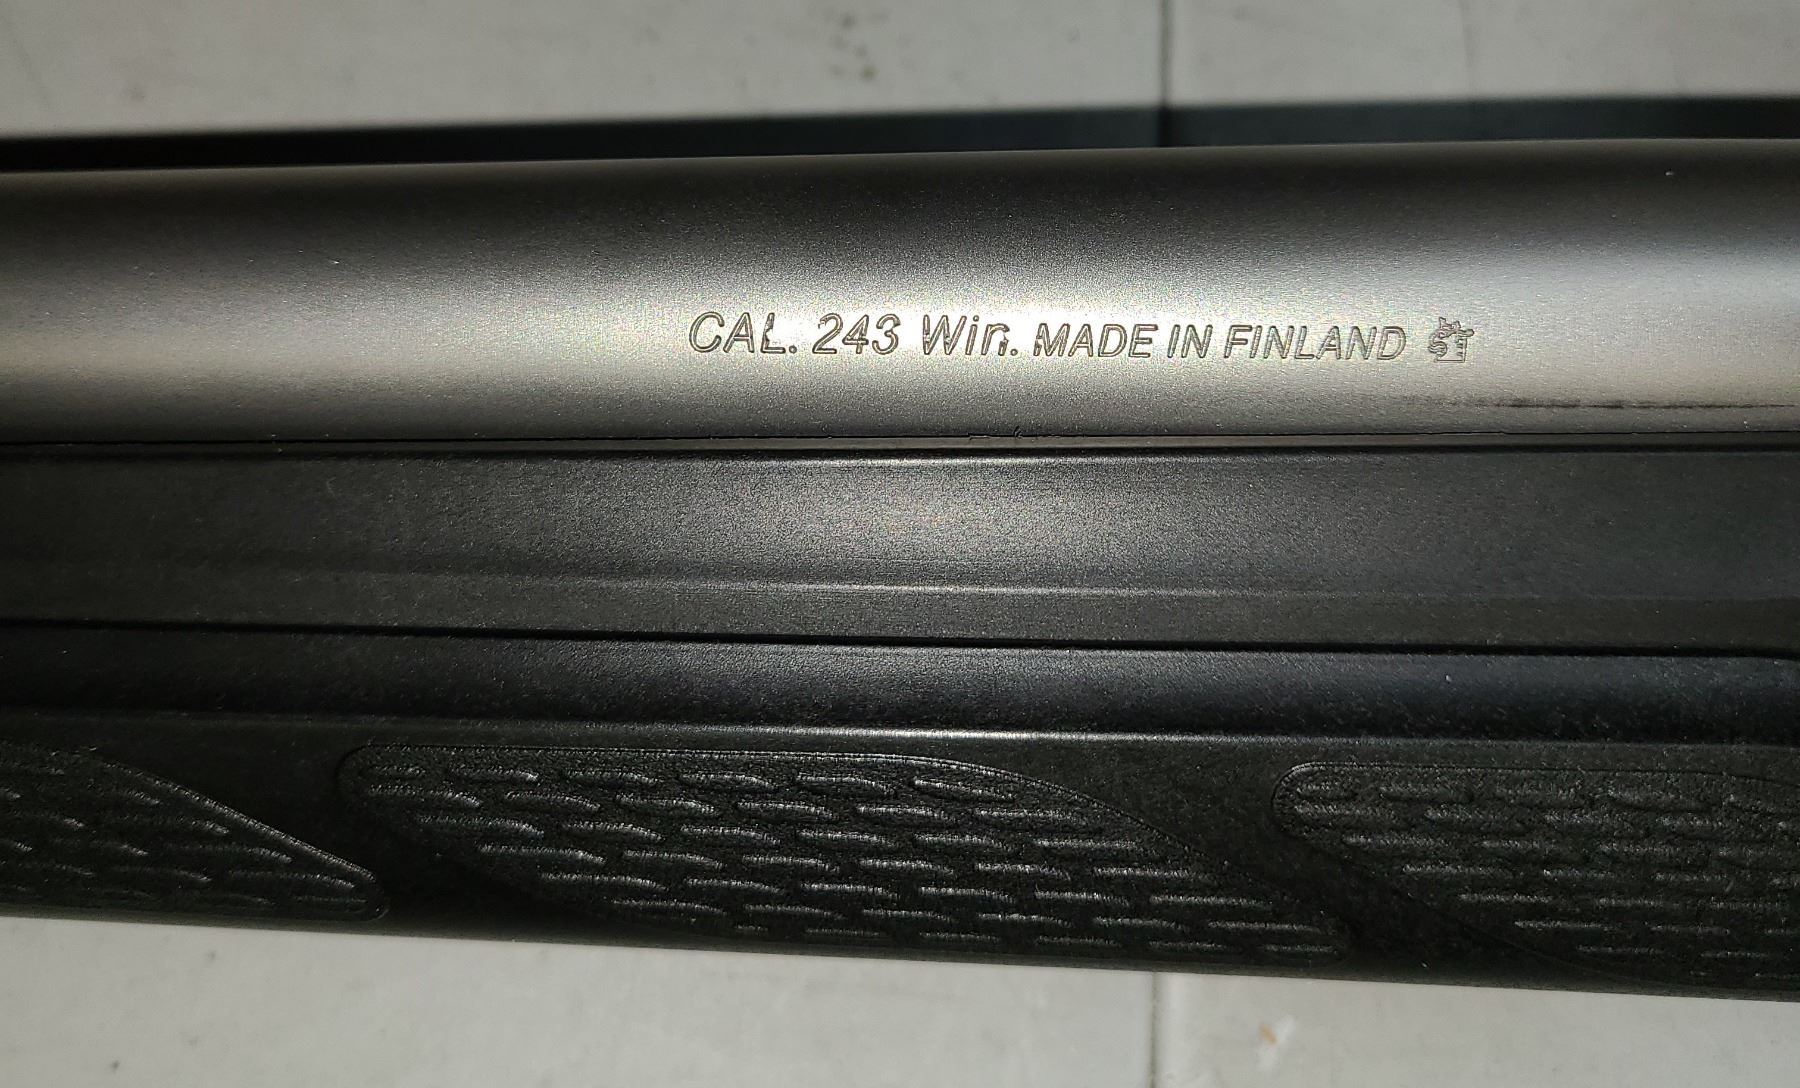 CAL. 243 Win. MADE IN FINLAND